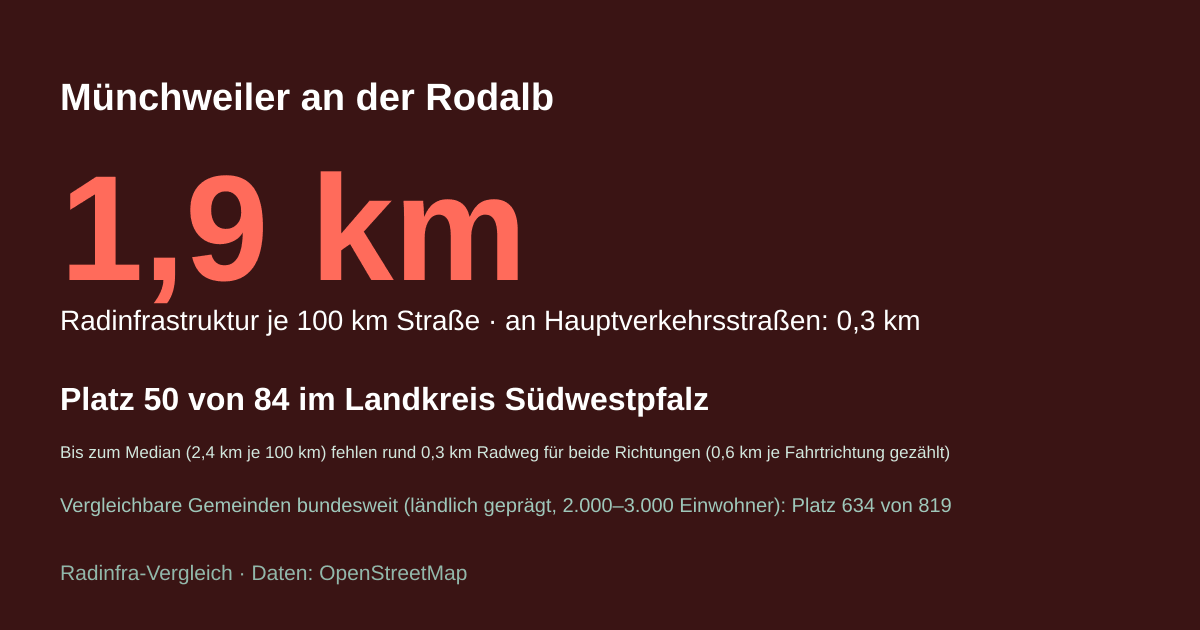 Münchweiler an der Rodalb
1,9 km
Radinfrastruktur je 100 km Straße · an Hauptverkehrsstraßen: 0,3 km
Platz 50 von 84 im Landkreis Südwestpfalz
Bis zum Median (2,4 km je 100 km) fehlen rund 0,3 km Radweg für beide Richtungen (0,6 km je Fahrtrichtung gezählt)
Vergleichbare Gemeinden bundesweit (ländlich geprägt, 2.000–3.000 Einwohner): Platz 634 von 819
Radinfra-Vergleich · Daten: OpenStreetMap